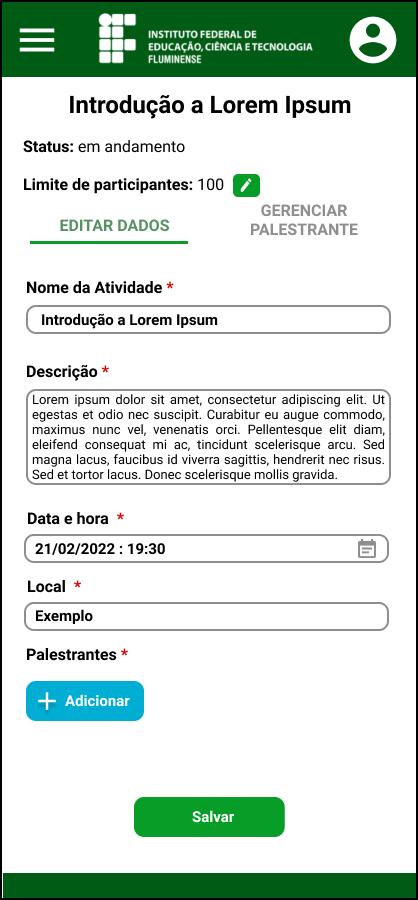 INSTITUTO FEDERAL DE
EDUCAÇÃO, CIÊNCIA E TECNOLOGIA
FLUMINENSE
Introdução a Lorem Ipsum
Status: em andamento
Limite de participantes: 100
EDITAR DADOS
GERENCIAR
PALESTRANTE
Nome da Atividade *
Introdução a Lorem Ipsum
Descrição *
Lorem ipsum dolor sit amet, consectetur adipiscing elit. Ut
egestas et odio nec suscipit. Curabitur eu augue commodo,
maximus nunc vel, venenatis orci. Pellentesque elit diam,
eleifend consequat mi ac, tincidunt scelerisque arcu. Sed
magna lacus, faucibus id viverra sagittis, hendrerit nec risus.
Sed et tortor lacus. Donec scelerisque mollis gravida.
Data e hora *
21/02/2022 : 19:30
Local *
Exemplo
Palestrantes *
Adicionar
Salvar